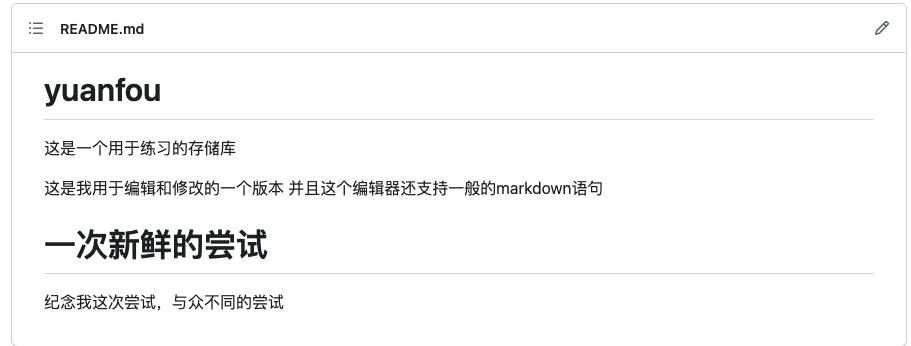 README.md
yuanfou
这是一个用于练习的存储库
这是我用于编辑和修改的一个版本 并且这个编辑器还支持一般的markdown语句
一次新鲜的尝试
纪念我这次尝试，与众不同的尝试